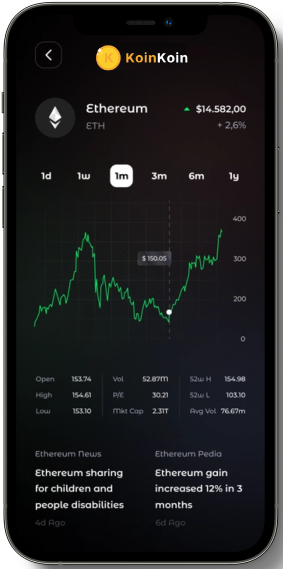 KoinKoin
Ethereum
$14.582,00
ETH
+ 2,6%
1d 1w 1m 3m 6m 1y
400
$ 150.05
300
200
0
Open 153.74 Vol 52.87M 52w H 154.98
High 154.61 P/E 30.21 52w L 103.10
Low 153.10 Mkt Cap 2.31T Avg Vol 76.67m
Ethereum News
Ethereum sharing
for children and
people disabilities
4d Ago
Ethereum Pedia
Ethereum gain
increased 12% in 3
months
6d Ago